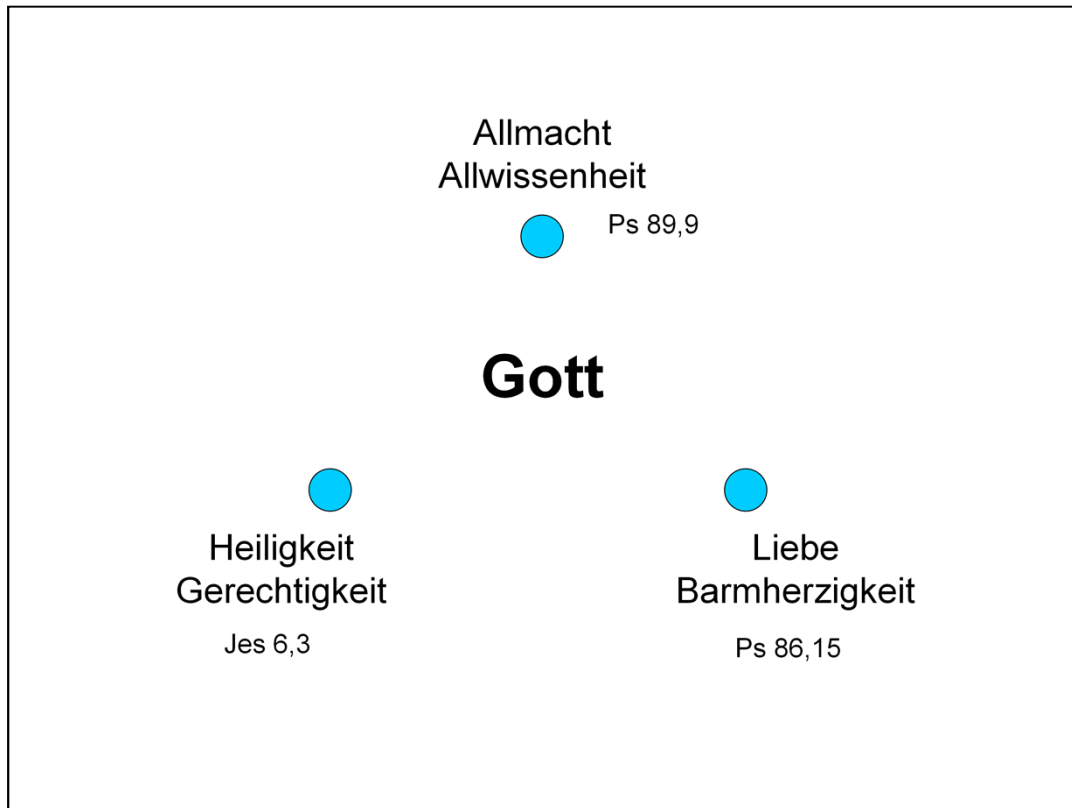 Allmacht
Allwissenheit
Ps 89,9
Gott
Heiligkeit
Gerechtigkeit
Jes 6,3
Liebe
Barmherzigkeit
Ps 86,15